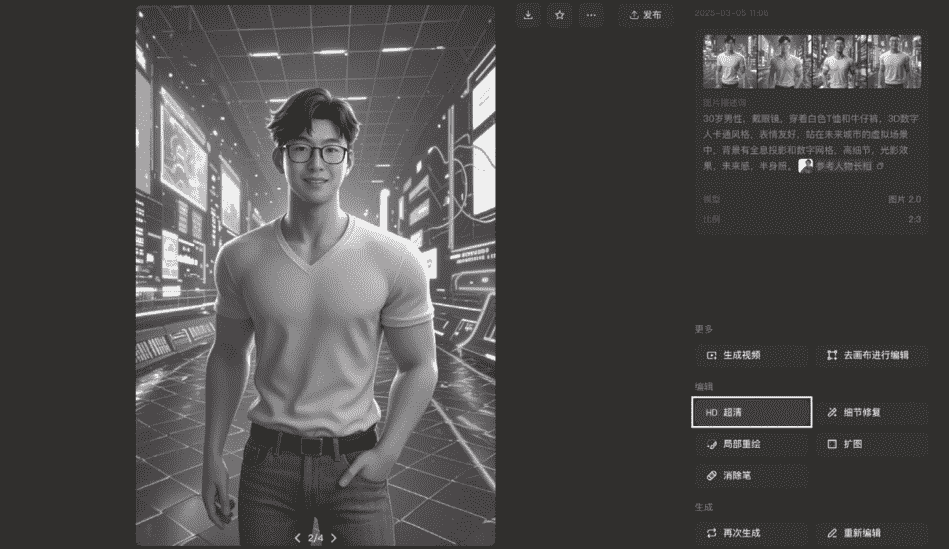 发布
2025-03-05 11:06
图片描述词
30岁男性，戴眼镜，穿着白色T恤和牛仔裤，3D数字
人卡通风格，表情友好，站在未来城市的虚拟场景
中，背景有全息投影和数字网格，高细节，光影效
果，未来感，半身照。 参考人物长相
模型 图片 2.0
比例 2:3
更多
生成视频 去画布进行编辑
编辑
HD 超清 细节修复
局部重绘 扩图
消除笔
生成
再次生成 重新编辑
2/4